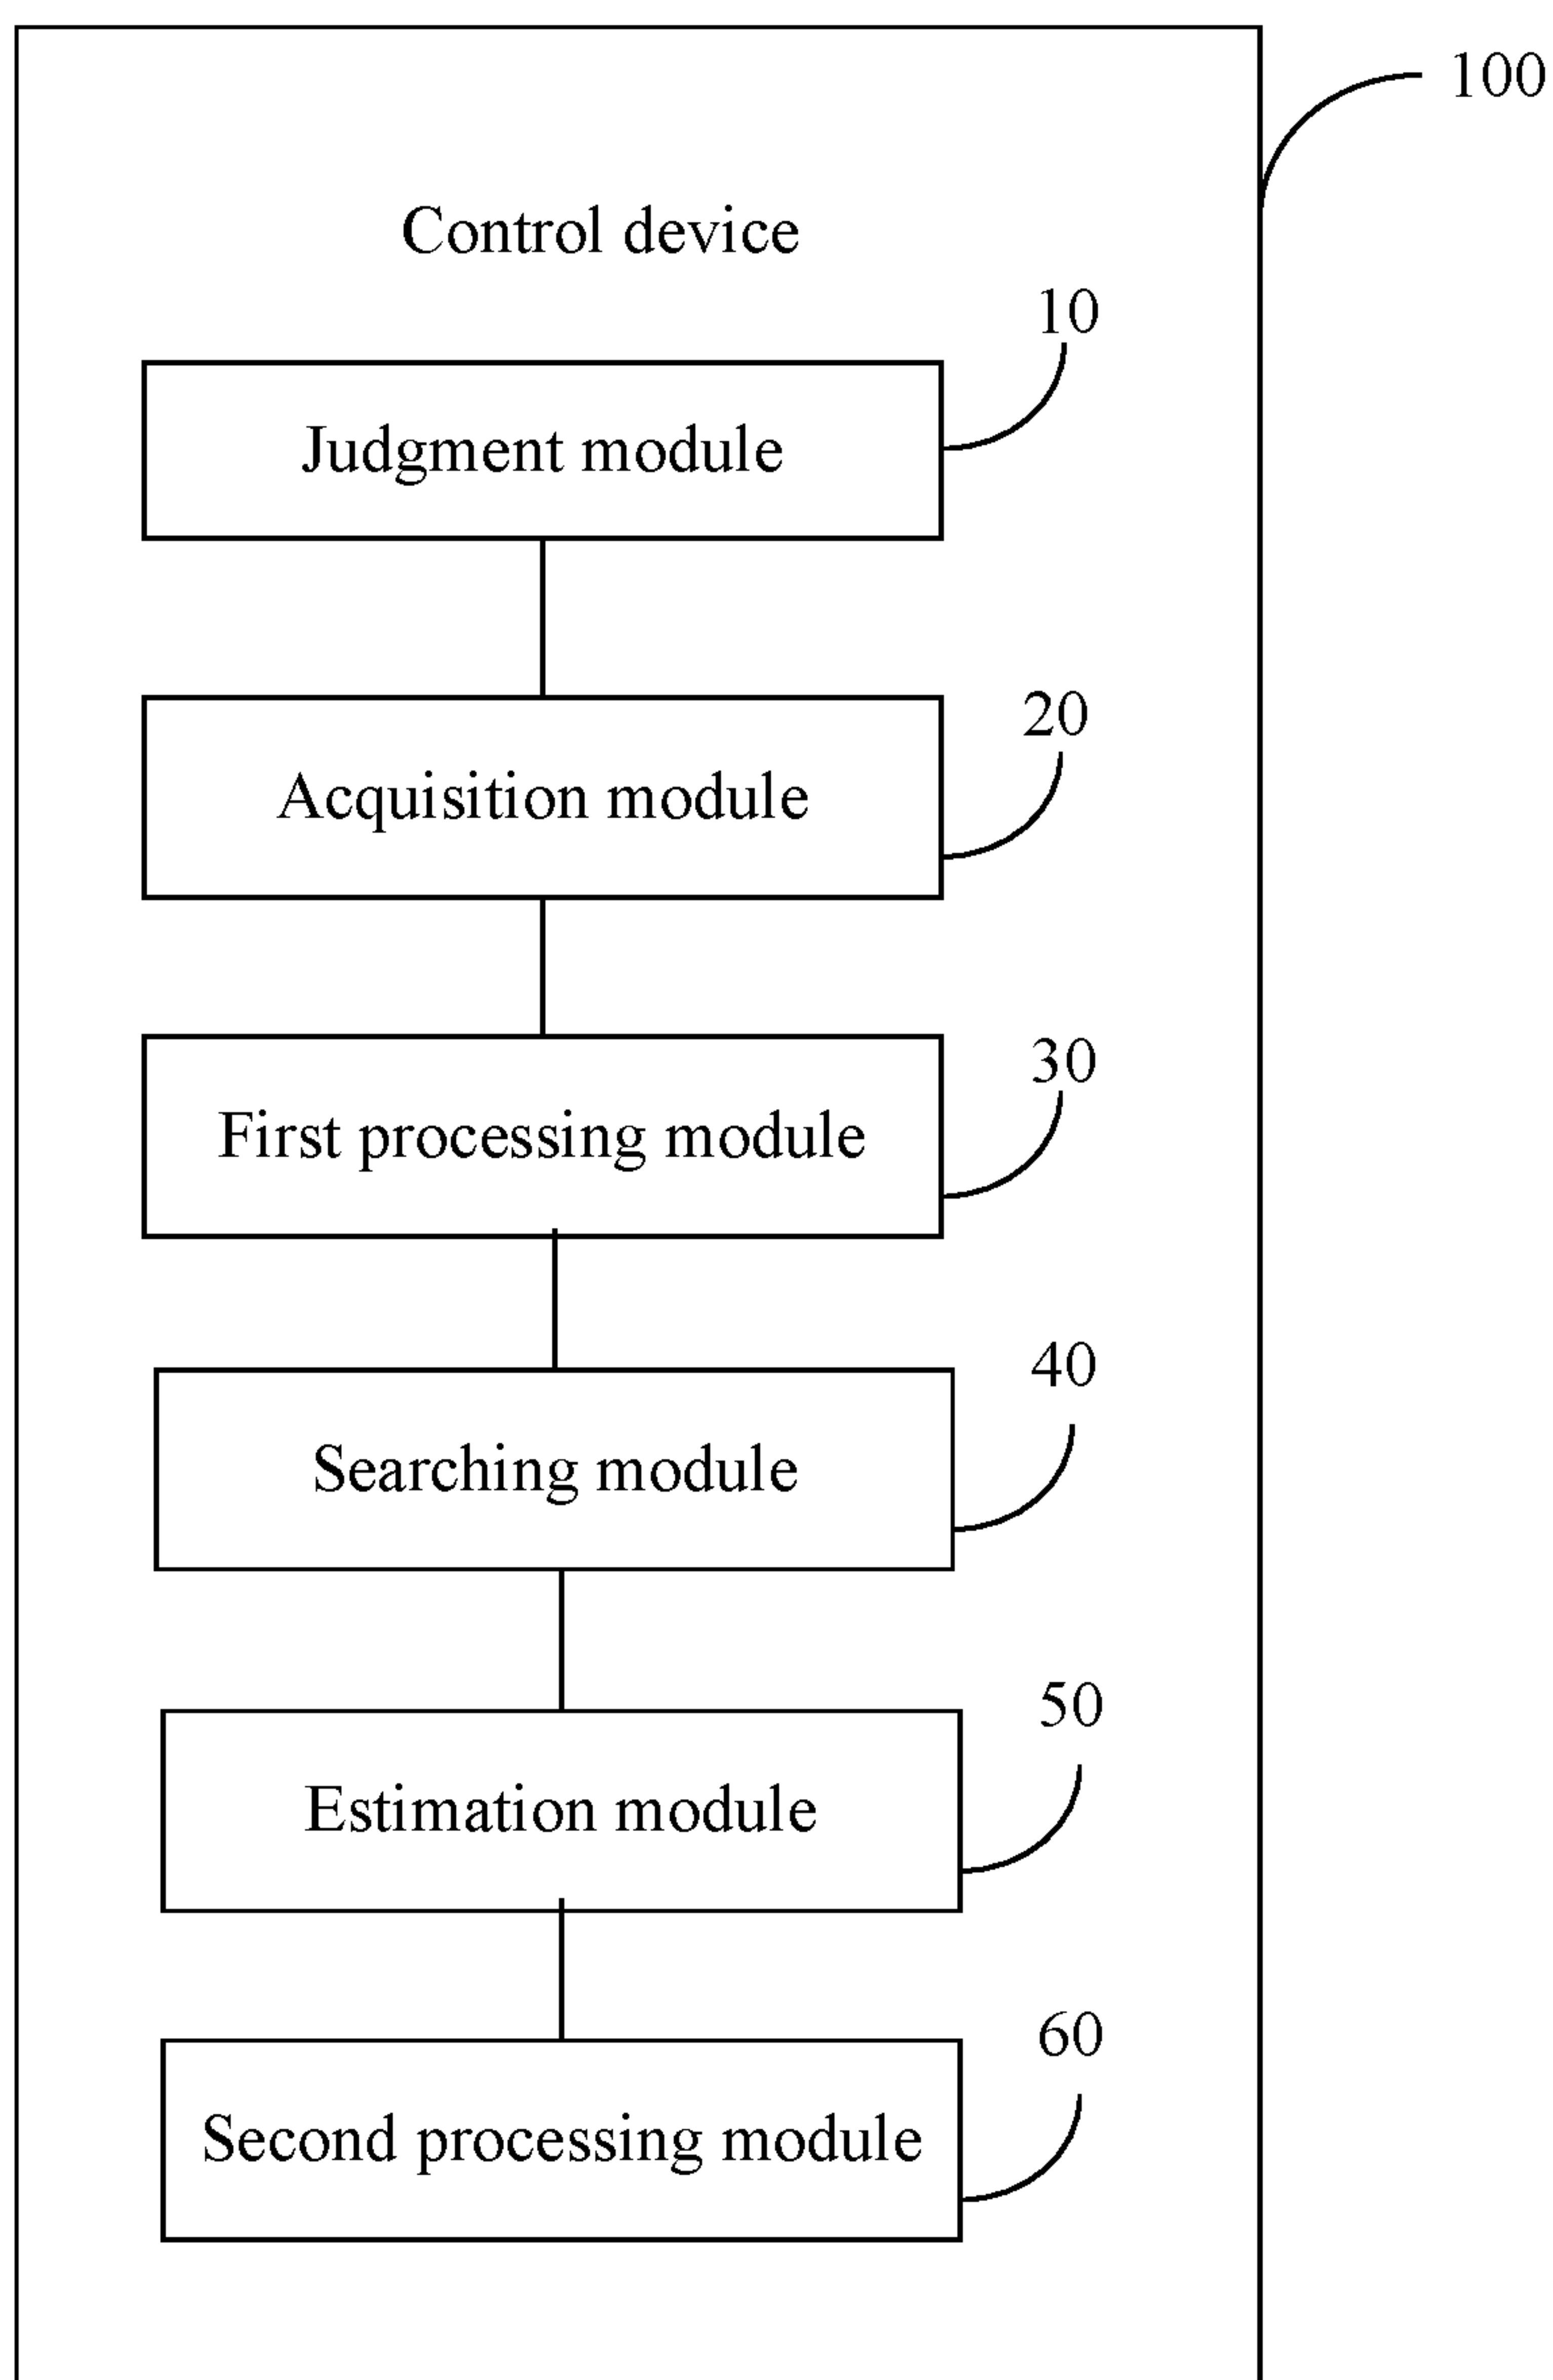 100
Control device
10
Judgment module
20
Acquisition module
30
First processing module
40
Searching module
50
Estimation module
60
Second processing module